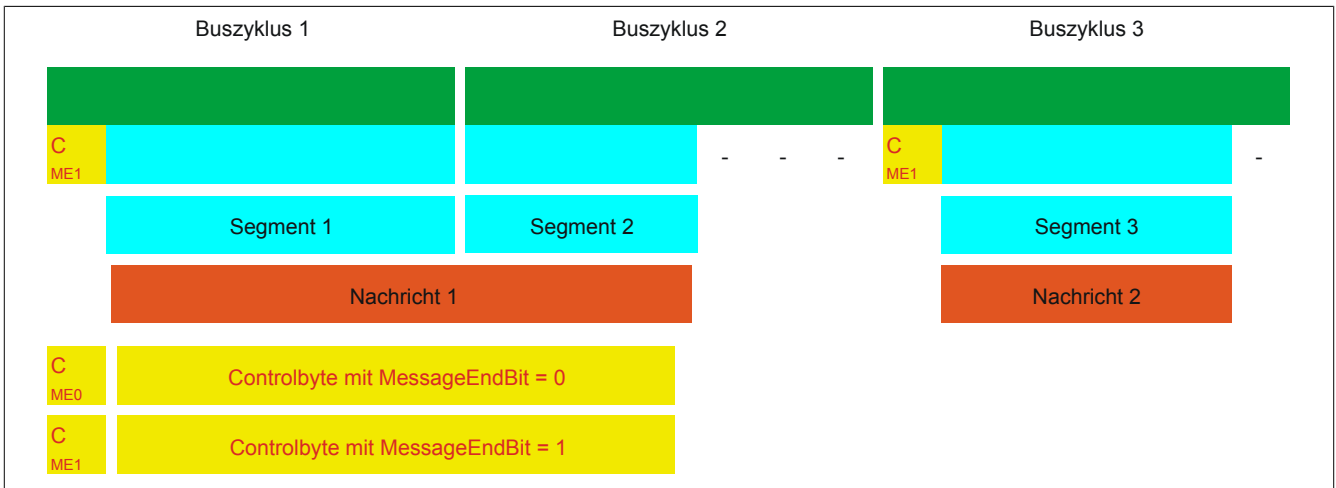 Buszyklus 1 Buszyklus 2 Buszyklus 3
C C
ME1 - - - ME1 -
Segment 1 Segment 2 Segment 3
Nachricht 1 Nachricht 2
C
ME0 Controlbyte mit MessageEndBit = 0
C
ME1 Controlbyte mit MessageEndBit = 1